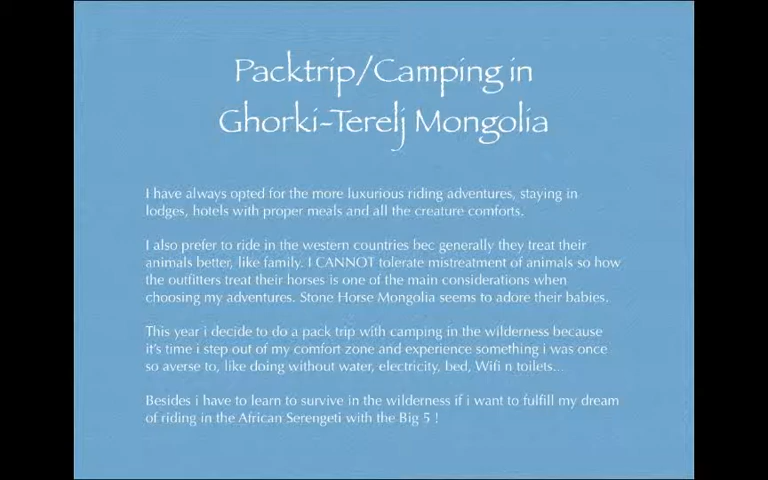 Packtrip/Camping in
Ghorki-Terelj Mongolia
I have always opted for the more luxurious riding adventures, staying in
lodges, hotels with proper meals and all the creature comforts.
I also prefer to ride in the western countries bec generally they treat their
animals better, like family. I CANNOT tolerate mistreatment of animals so how
the outfitters treat their horses is one of the main considerations when
choosing my adventures. Stone Horse Mongolia seems to adore their babies.
This year i decide to do a pack trip with camping in the wilderness because
it's time i step out of my comfort zone and experience something i was once
so averse to, like doing without water, electricity, bed, Wifi n toilets...
Besides i have to learn to survive in the wilderness if i want to fulfill my dream
of riding in the African Serengeti with the Big 5 !